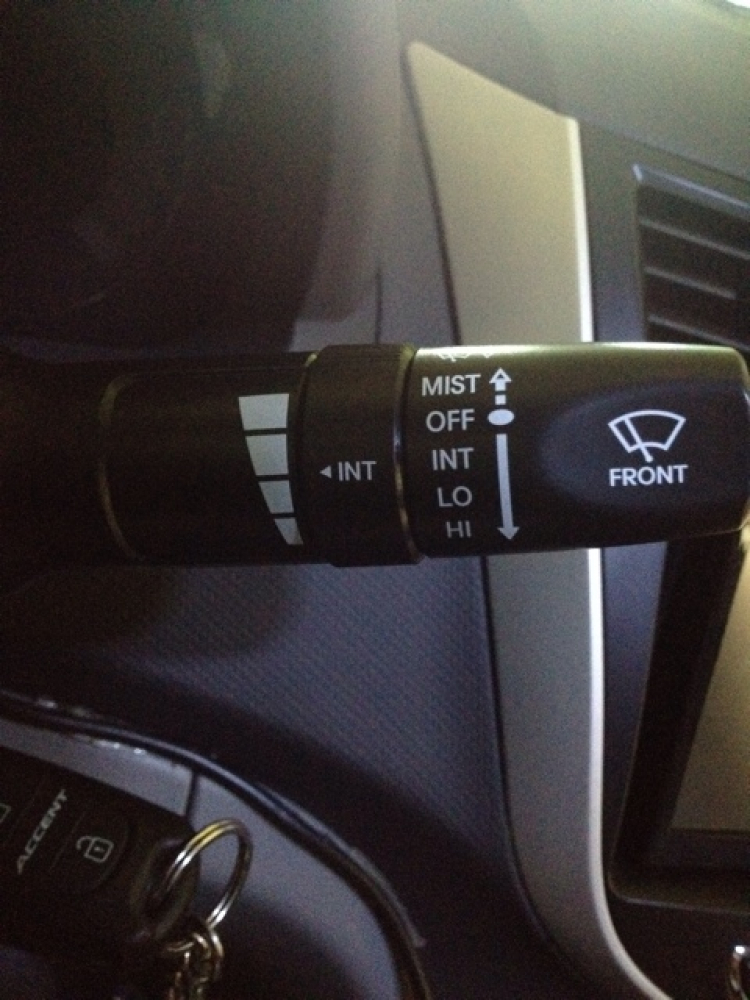 MIST
OFF
INT
INT
LO
HI
FRONT
ACCENT